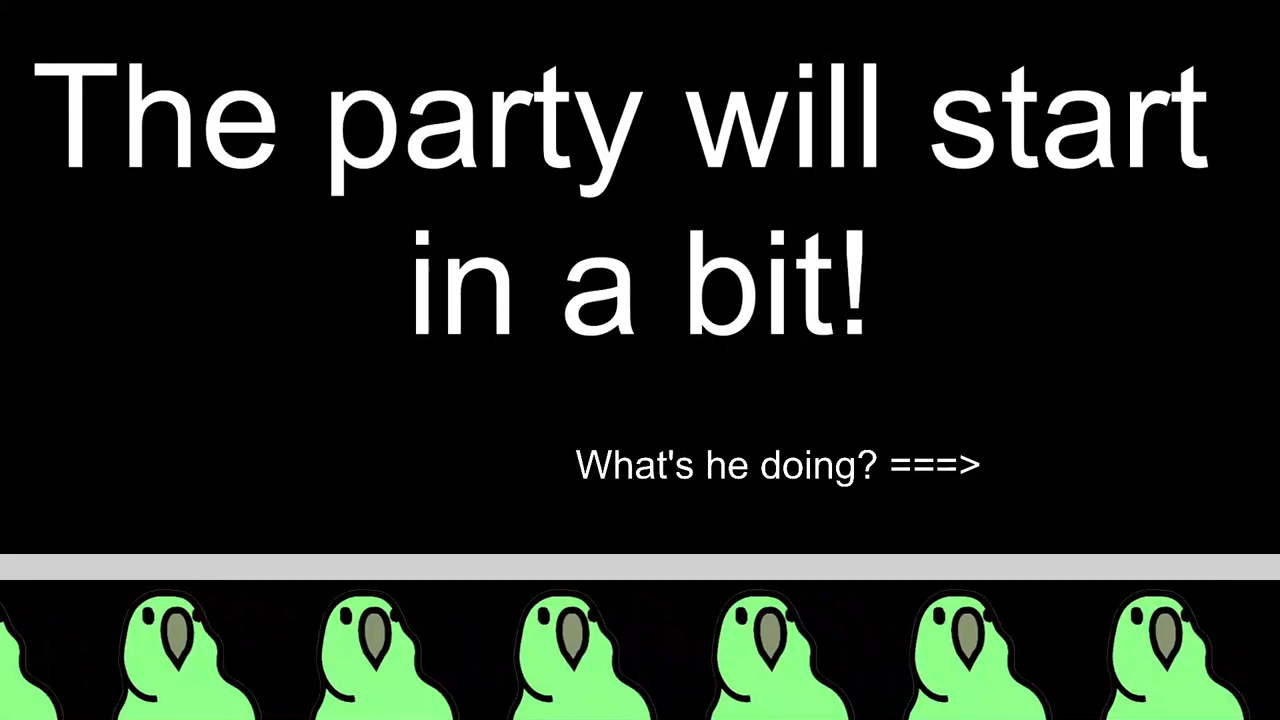 The party will start
in a bit!
What's he doing? ===>